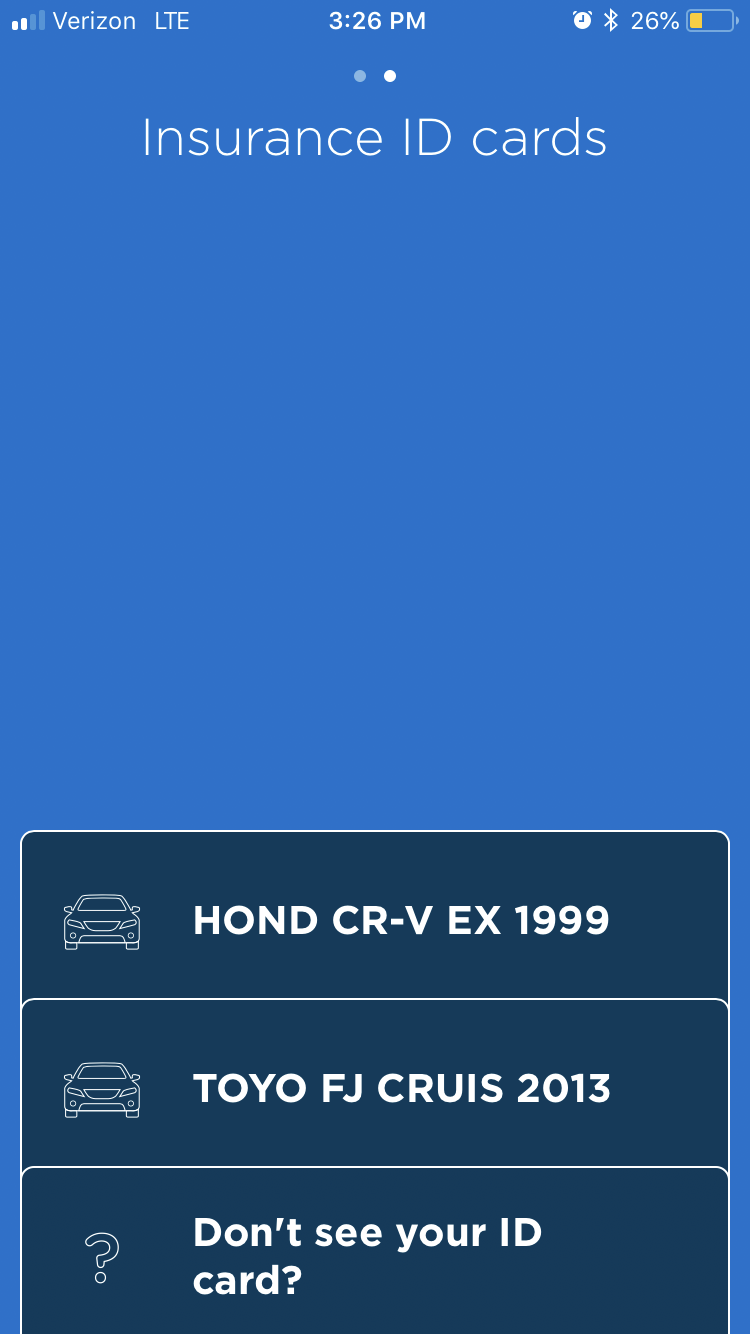 Verizon LTE 3:26 PM 26%
Insurance ID cards
HOND CR-V EX 1999
TOYO FJ CRUIS 2013
Don't see your ID
card?